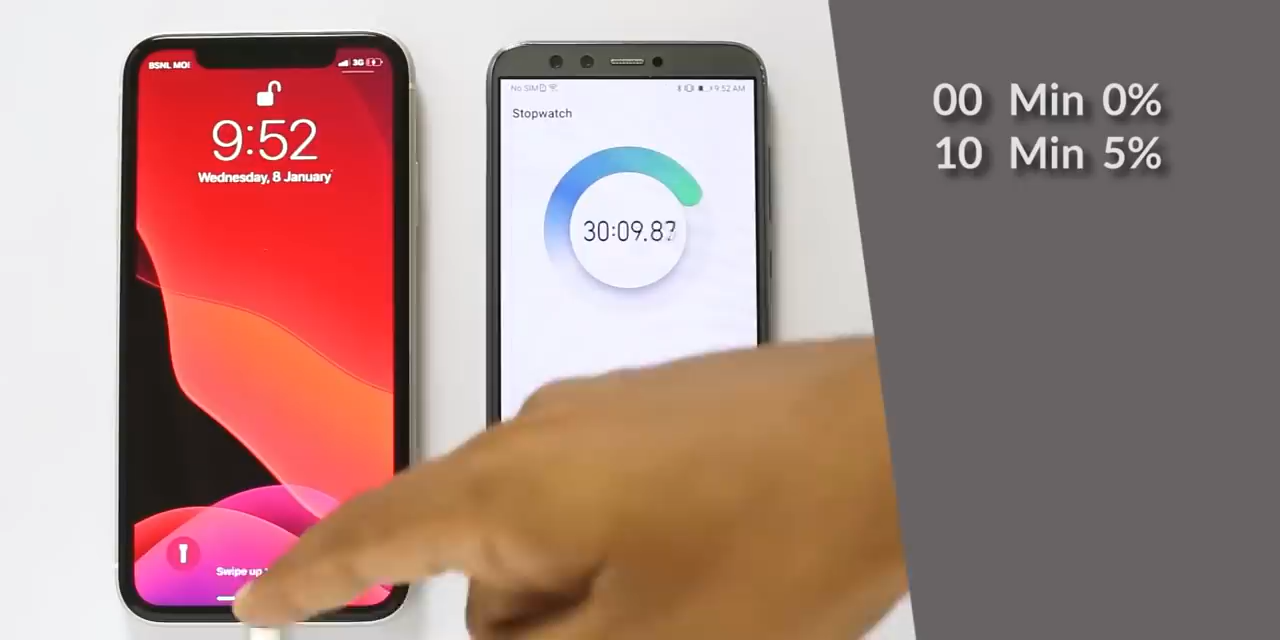 BSNL MOI 3G
9:52
Wednesday, 8 January
Swipe up
No SIM 9:52 AM
Stopwatch
30:09.87
00 Min 0%
10 Min 5%